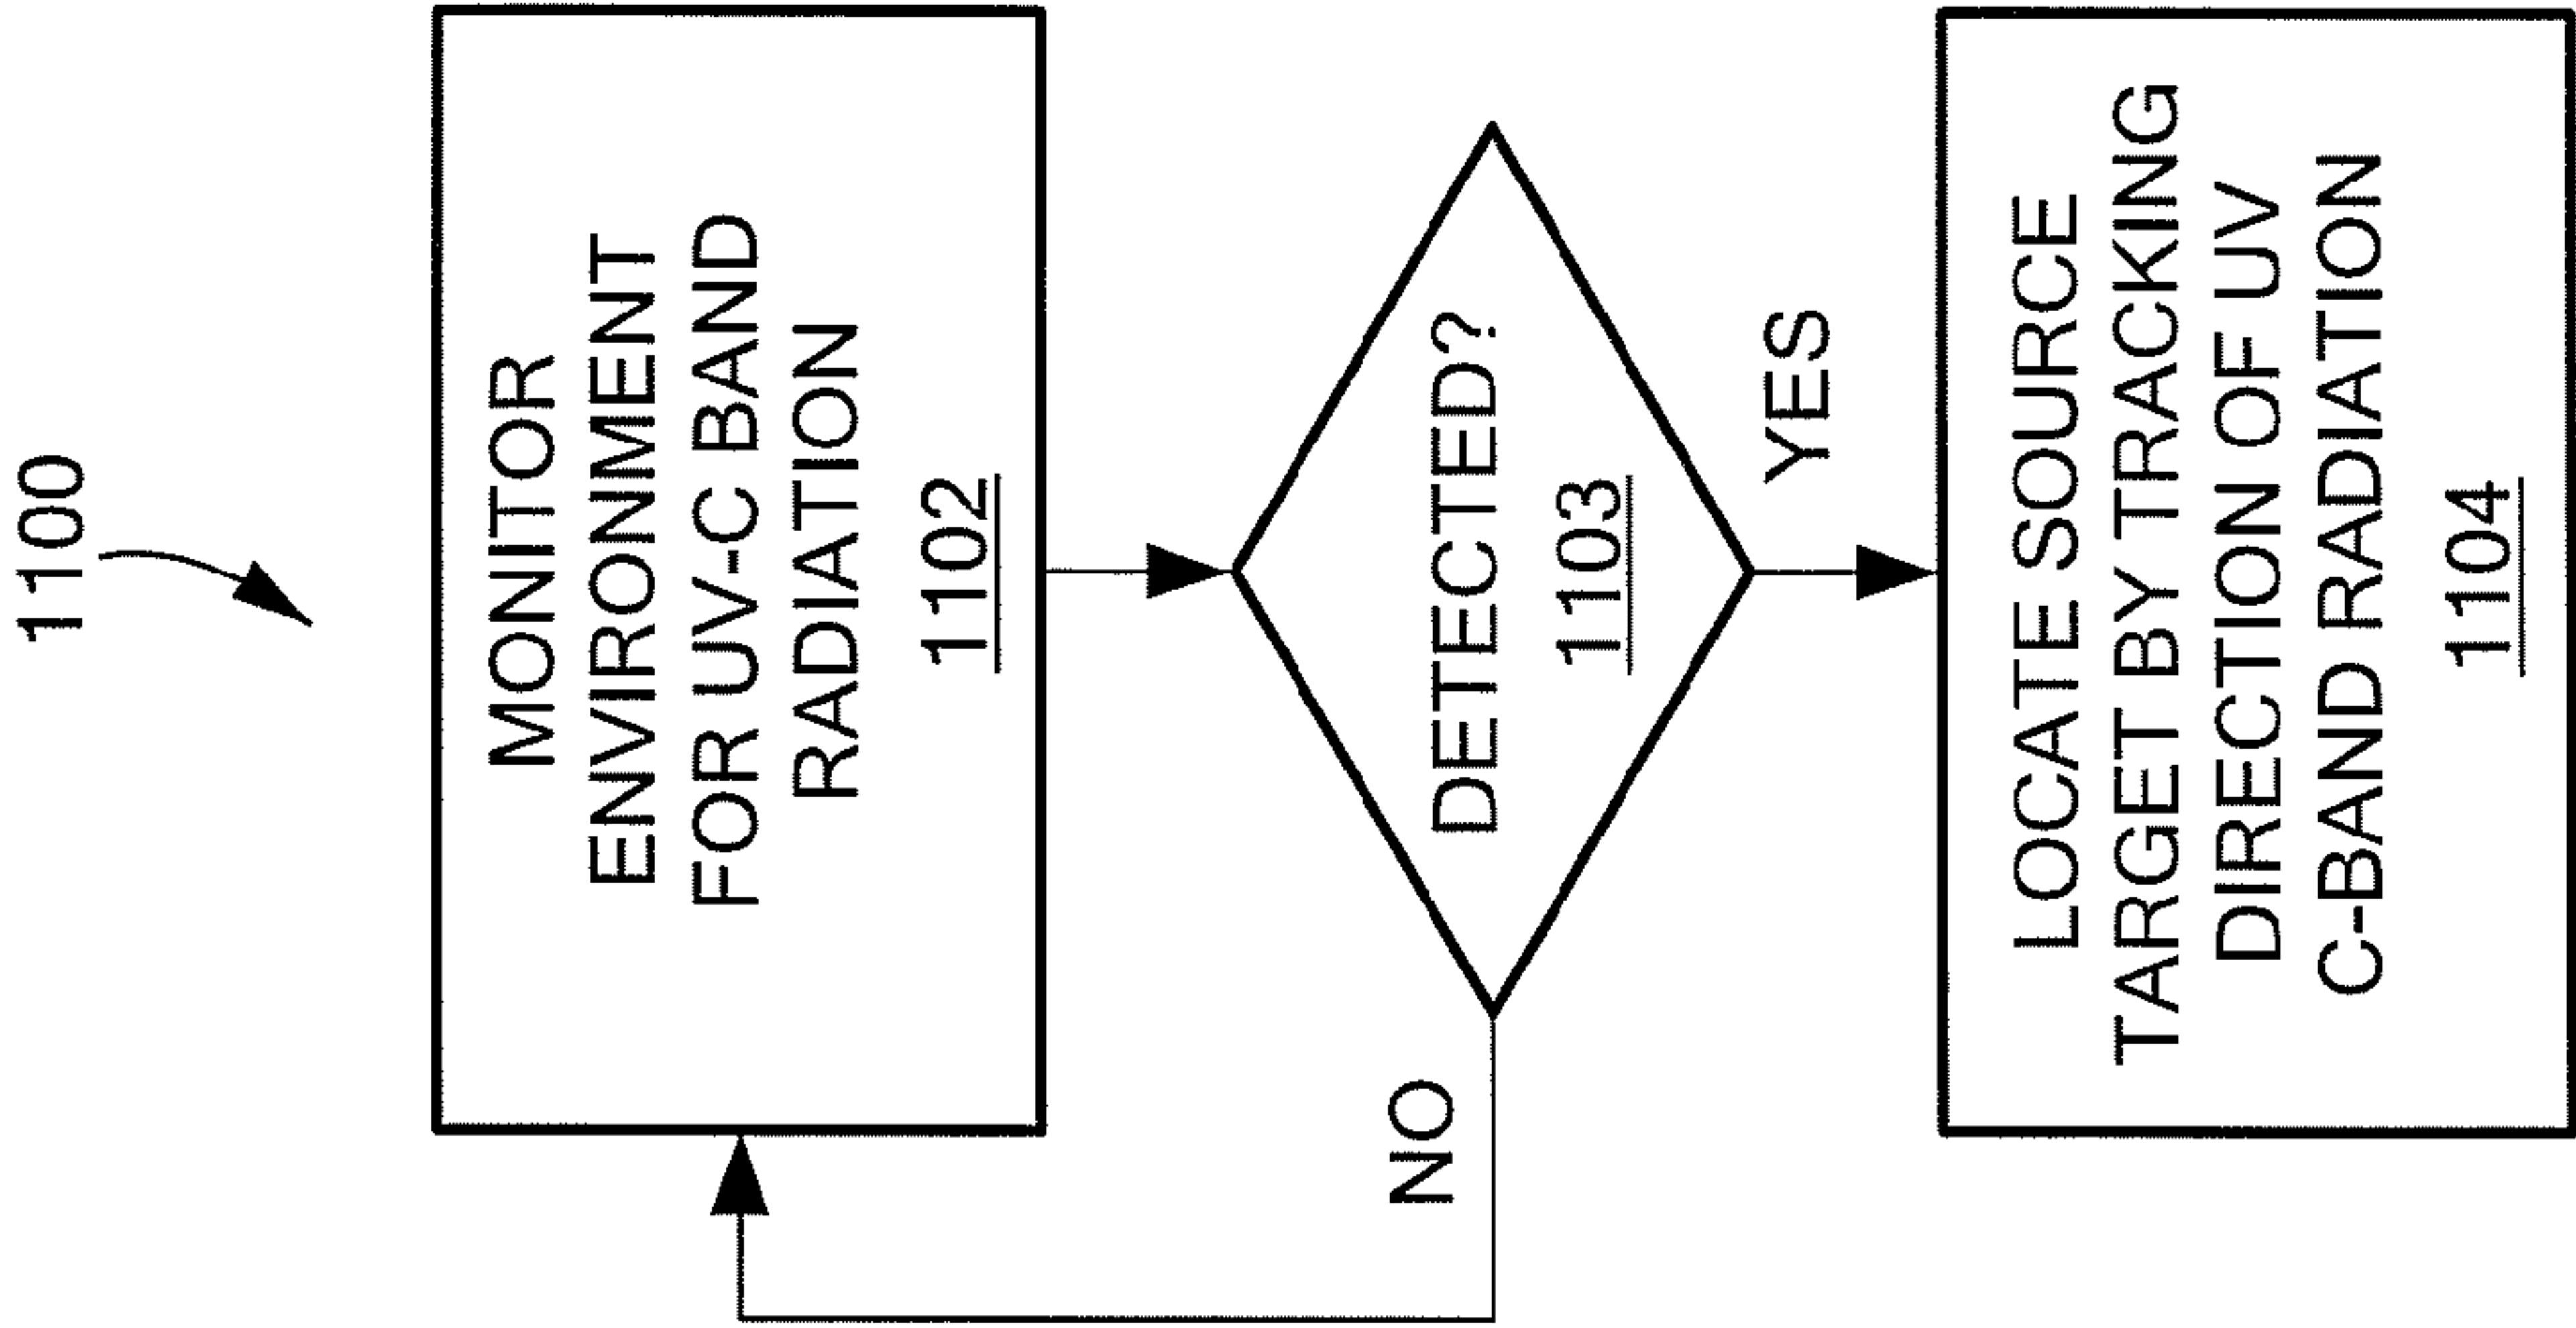 1100
MONITOR
ENVIRONMENT
FOR UV-C BAND
RADIATION
1102
DETECTED?
1103
NO
YES
LOCATE SOURCE
TARGET BY TRACKING
DIRECTION OF UV
C-BAND RADIATION
1104